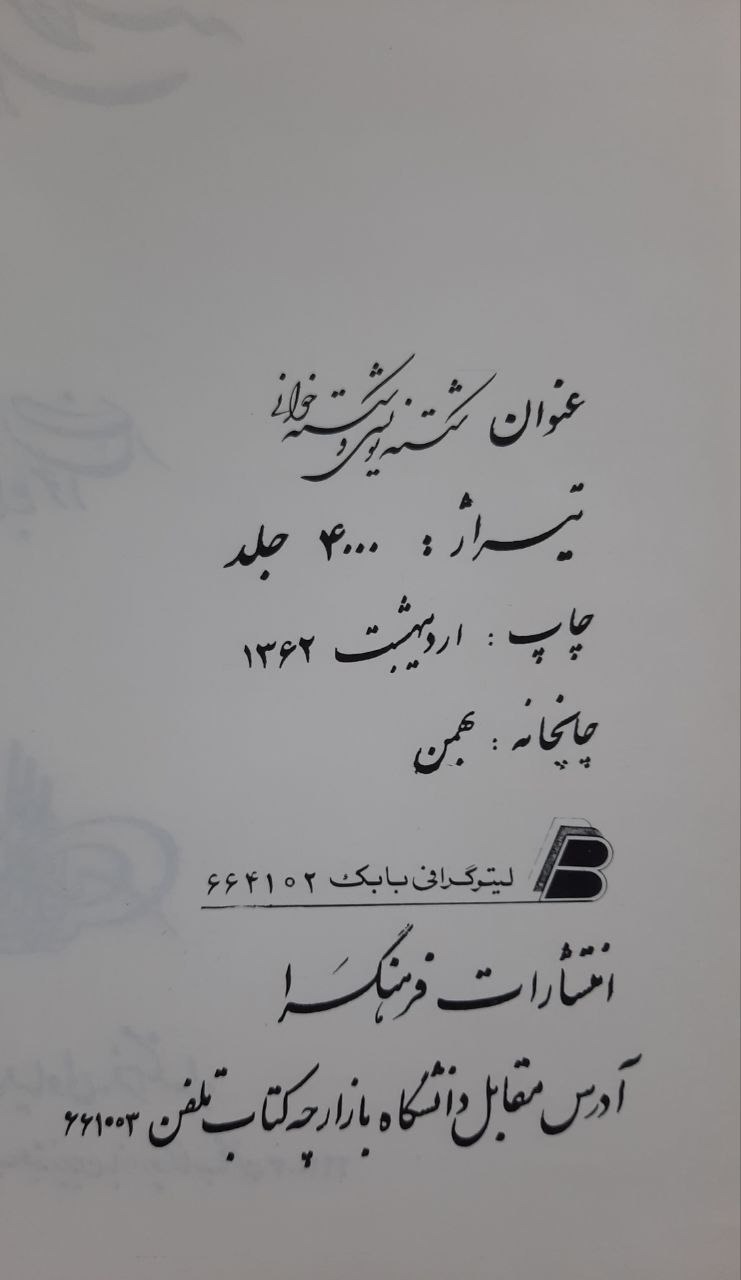 عنوان شکسته نویسی و شکسته خوانی
تیراژ : ۴۰۰۰ جلد
چاپ : اردیبهشت ۱۳۶۲
چاپخانه : بهمن
لیتوگرافی بابک ۶۶۴۱۰۲
انتشارات فرهنگسرا
آدرس مقابل دانشگاه بازارچه کتاب تلفن ۶۶۱۰۰۳